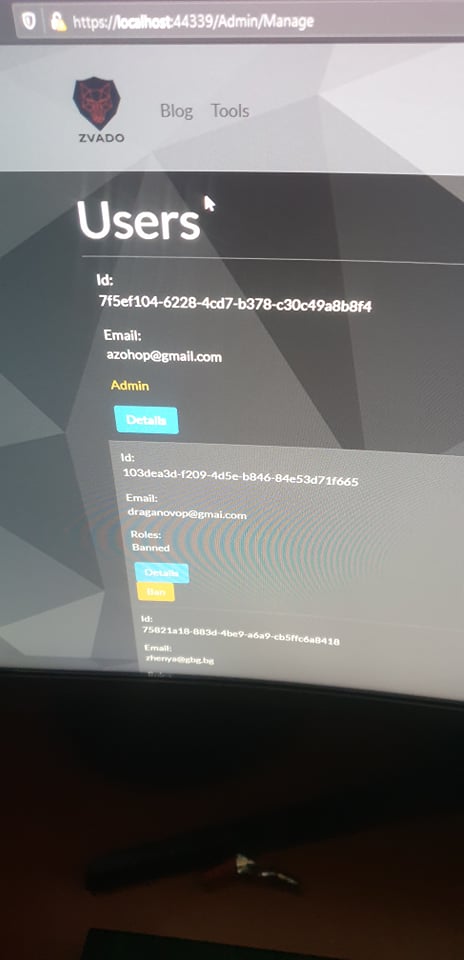 https://localhost:44339/Admin/Manage
ZVADO
Blog Tools
Users
Id:
7f5ef104-6228-4cd7-b378-c30c49a8b8f4
Email:
azohop@gmail.com
Admin
Details
Id:
103dea3d-f209-4d5e-b846-84e53d71f665
Email:
draganovop@gmai.com
Roles:
Banned
Details
Ban
Id:
75821a18-883d-4be9-a6a9-cb5ffc6a8418
Email:
zhenya@gbg.bg